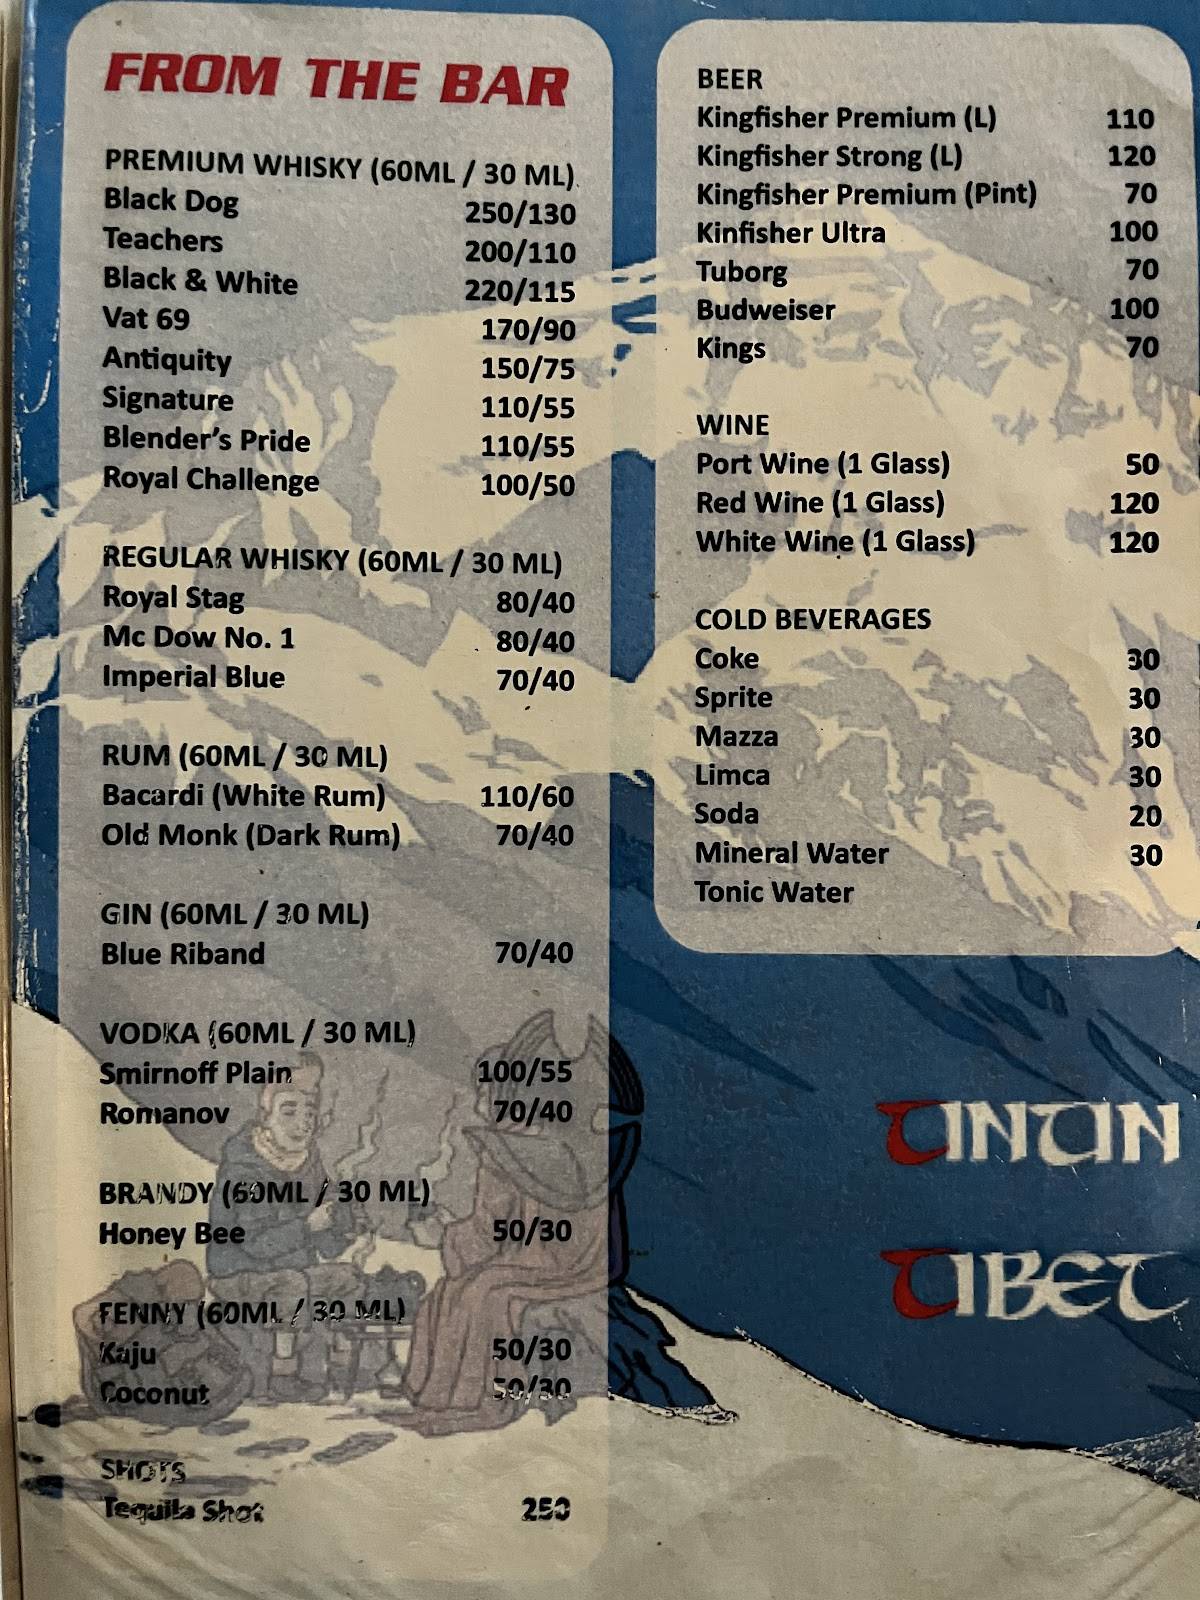 FROM THE BAR
PREMIUM WHISKY (60ML / 30 ML)
Black Dog 250/130
Teachers 200/110
Black & White 220/115
Vat 69 170/90
Antiquity 150/75
Signature 110/55
Blender's Pride 110/55
Royal Challenge 100/50
REGULAR WHISKY (60ML / 30 ML)
Royal Stag 80/40
Mc Dow No. 1 80/40
Imperial Blue 70/40
RUM (60ML / 30 ML)
Bacardi (White Rum) 110/60
Old Monk (Dark Rum) 70/40
GIN (60ML / 30 ML)
Blue Riband 70/40
VODKA (60ML / 30 ML)
Smirnoff Plain 100/55
Romanov 70/40
BRANDY (60ML / 30 ML)
Honey Bee 50/30
FENNY (60ML / 30 ML)
Kaju 50/30
Coconut 50/30
SHOTS
Tequila Shot 250
BEER
Kingfisher Premium (L) 110
Kingfisher Strong (L) 120
Kingfisher Premium (Pint) 70
Kinfisher Ultra 100
Tuborg 70
Budweiser 100
Kings 70
WINE
Port Wine (1 Glass) 50
Red Wine (1 Glass) 120
White Wine (1 Glass) 120
COLD BEVERAGES
Coke 30
Sprite 30
Mazza 30
Limca 30
Soda 20
Mineral Water 30
Tonic Water
TINTIN
TIBET